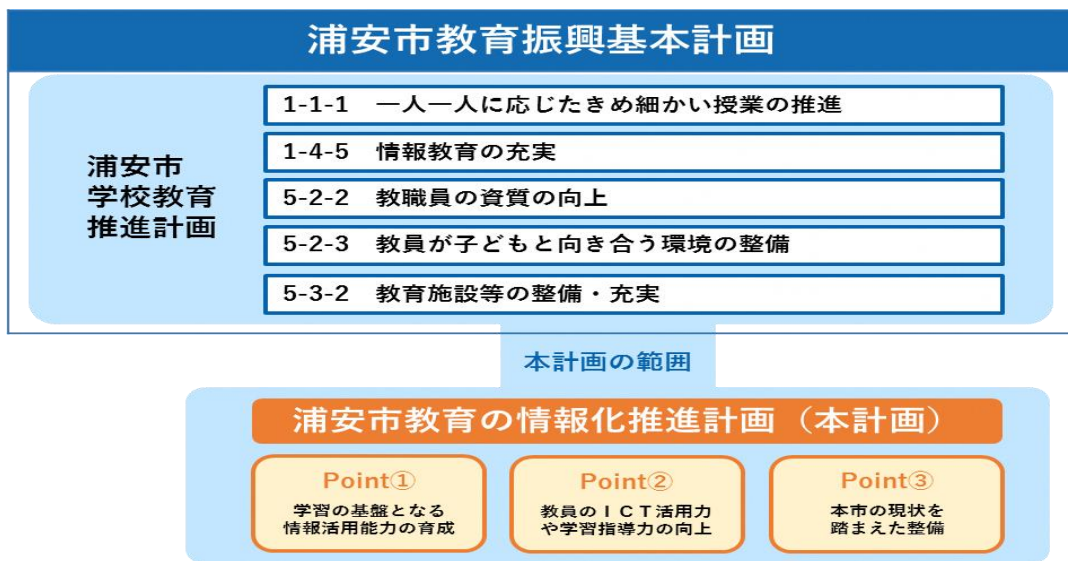 浦安市教育振興基本計画
浦安市
学校教育
推進計画
1-1-1 一人一人に応じたきめ細かい授業の推進
1-4-5 情報教育の充実
5-2-2 教職員の資質の向上
5-2-3 教員が子どもと向き合う環境の整備
5-3-2 教育施設等の整備・充実
本計画の範囲
浦安市教育の情報化推進計画（本計画）
Point①
学習の基盤となる
情報活用能力の育成
Point②
教員のＩＣＴ活用力
や学習指導力の向上
Point③
本市の現状を
踏まえた整備